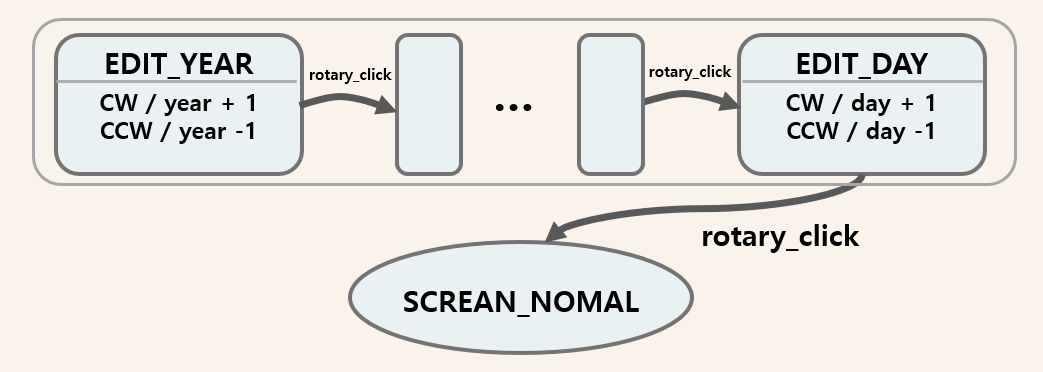 EDIT_YEAR
CW / year + 1
CCW / year -1
rotary_click
...
rotary_click
EDIT_DAY
CW / day + 1
CCW / day -1
rotary_click
SCREAN_NOMAL